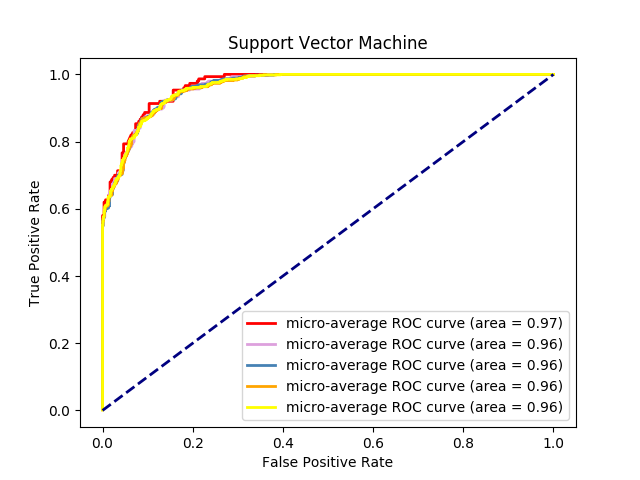 Support Vector Machine
True Positive Rate
1.0
0.8
0.6
0.4
0.2
0.0
micro-average ROC curve (area = 0.97)
micro-average ROC curve (area = 0.96)
micro-average ROC curve (area = 0.96)
micro-average ROC curve (area = 0.96)
micro-average ROC curve (area = 0.96)
0.0 0.2 0.4 0.6 0.8 1.0
False Positive Rate